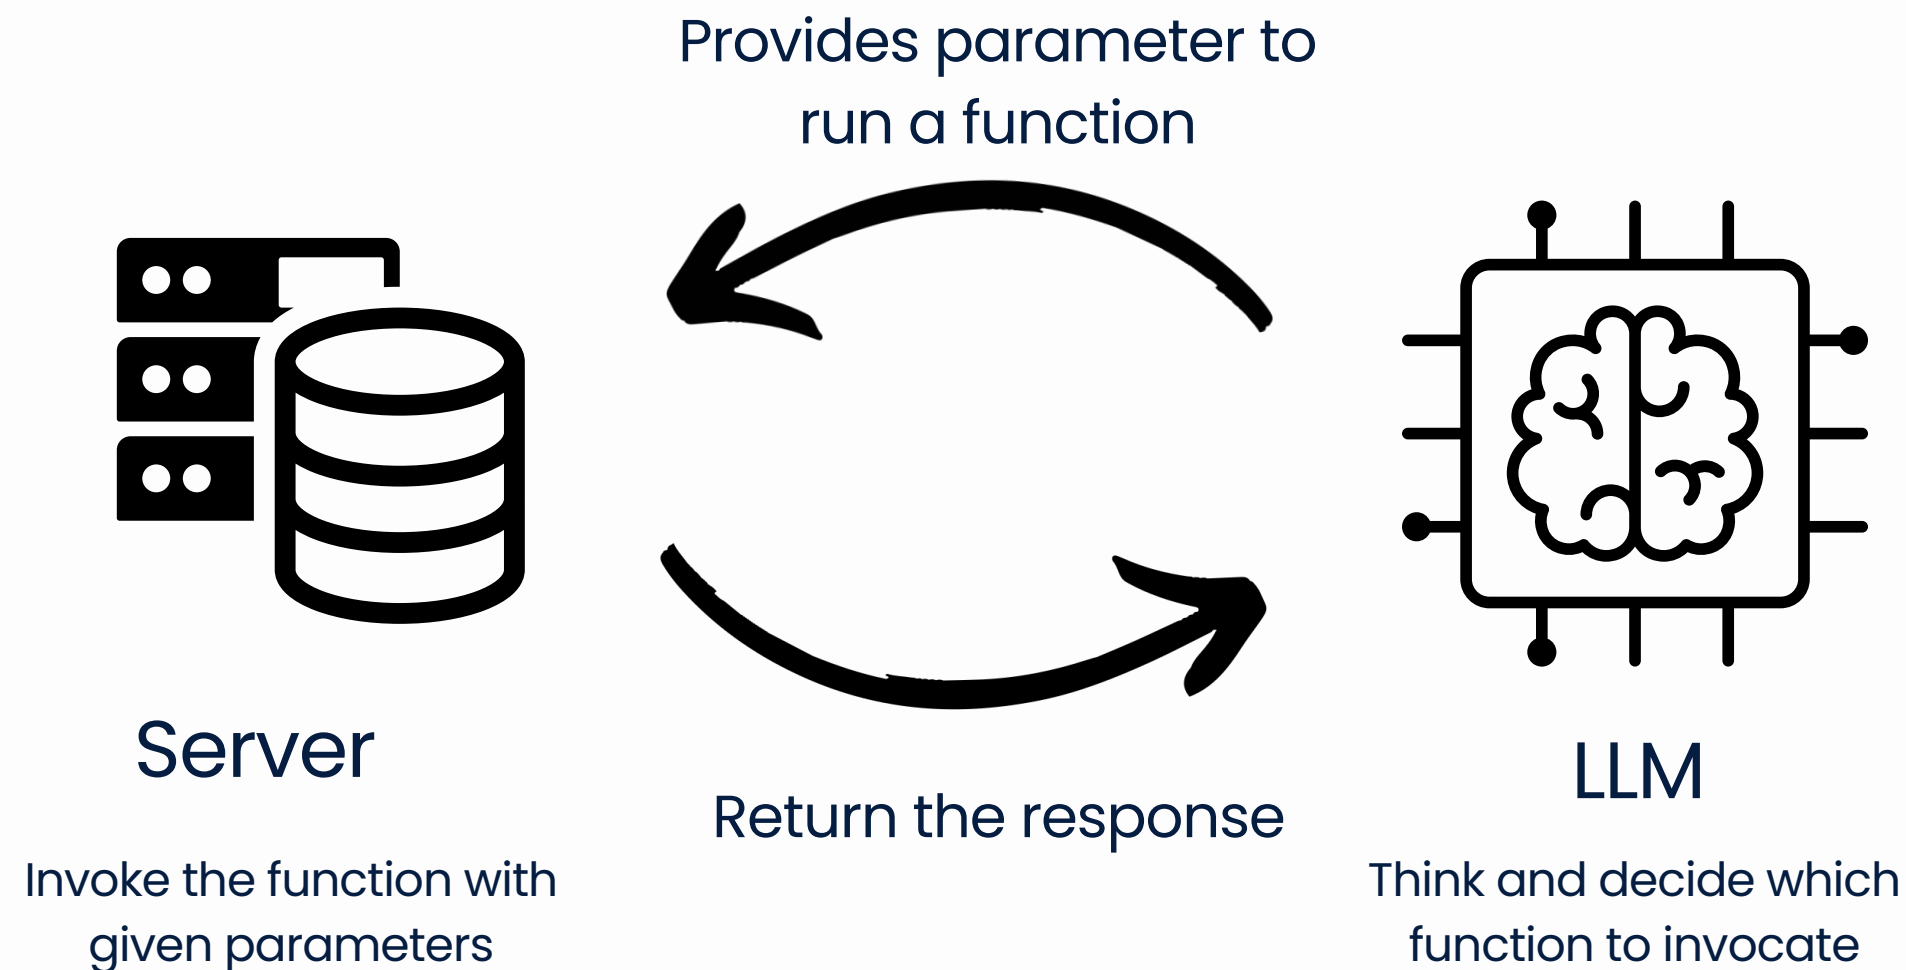 Provides parameter to
run a function
Server
LLM
Return the response
Invoke the function with
given parameters
Think and decide which
function to invocate